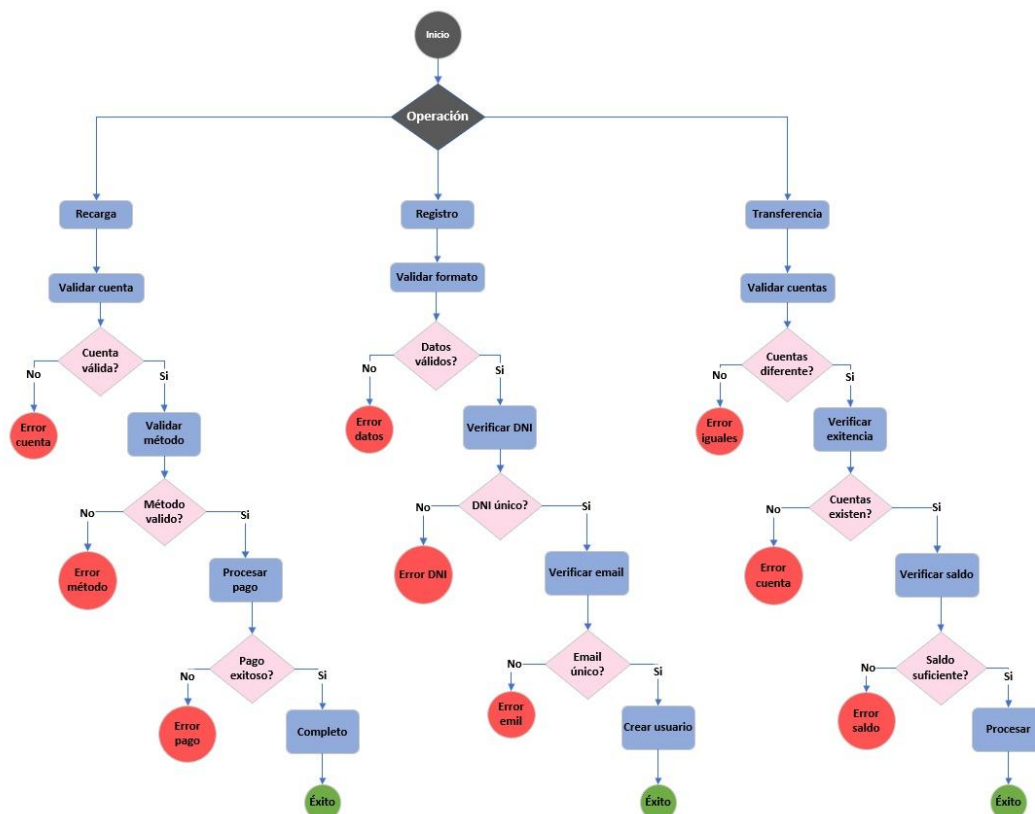 Inicio
Operación
Recarga
Registro
Transferencia
Validar cuenta
Validar formato
Validar cuentas
Cuenta
válida?
Datos
válidos?
Cuentas
diferente?
No
Si
No
Si
No
Si
Error
cuenta
Validar
método
Error
datos
Verificar DNI
Error
iguales
Verificar
exitencia
Método
valido?
DNI único?
Cuentas
existen?
No
Si
No
Si
No
Si
Error
método
Procesar
pago
Error DNI
Verificar email
Error
cuenta
Verificar saldo
Pago
exitoso?
Email
único?
Saldo
suficiente?
No
Si
No
Si
No
Si
Error
pago
Completo
Error
emil
Crear usuario
Error
saldo
Procesar
Éxito
Éxito
Éxito